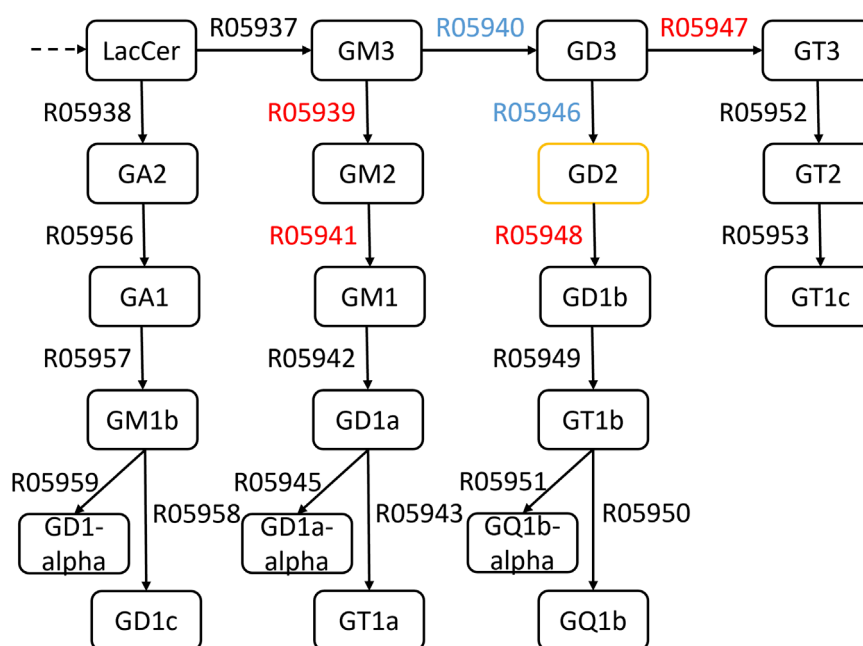 R05937
R05940
R05947
LacCer
GM3
GD3
GT3
R05938
R05939
R05946
R05952
GA2
GM2
GD2
GT2
R05956
R05941
R05948
R05953
GA1
GM1
GD1b
GT1c
R05957
R05942
R05949
GM1b
GD1a
GT1b
R05959
R05945
R05951
R05958
R05943
R05950
GD1-
alpha
GD1a-
alpha
GQ1b-
alpha
GD1c
GT1a
GQ1b